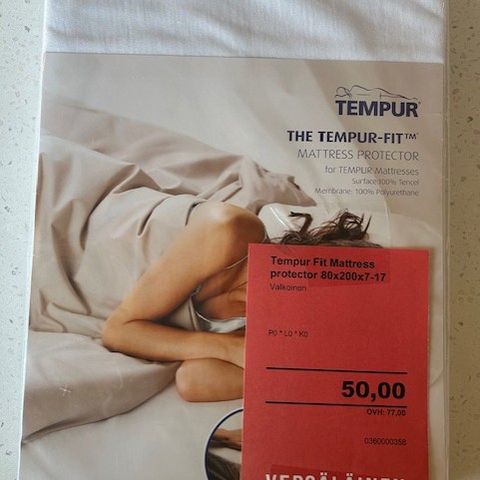 TEMPUR®
THE TEMPUR-FIT™
MATTRESS PROTECTOR
for TEMPUR Mattresses
Surface:100% Tencel
Membrane: 100% Polyurethane
Tempur Fit Mattress
protector 80x200x7-17
Valkoinen
P0 * L0 * K0
50,00
OVH: 77,00
0360000358